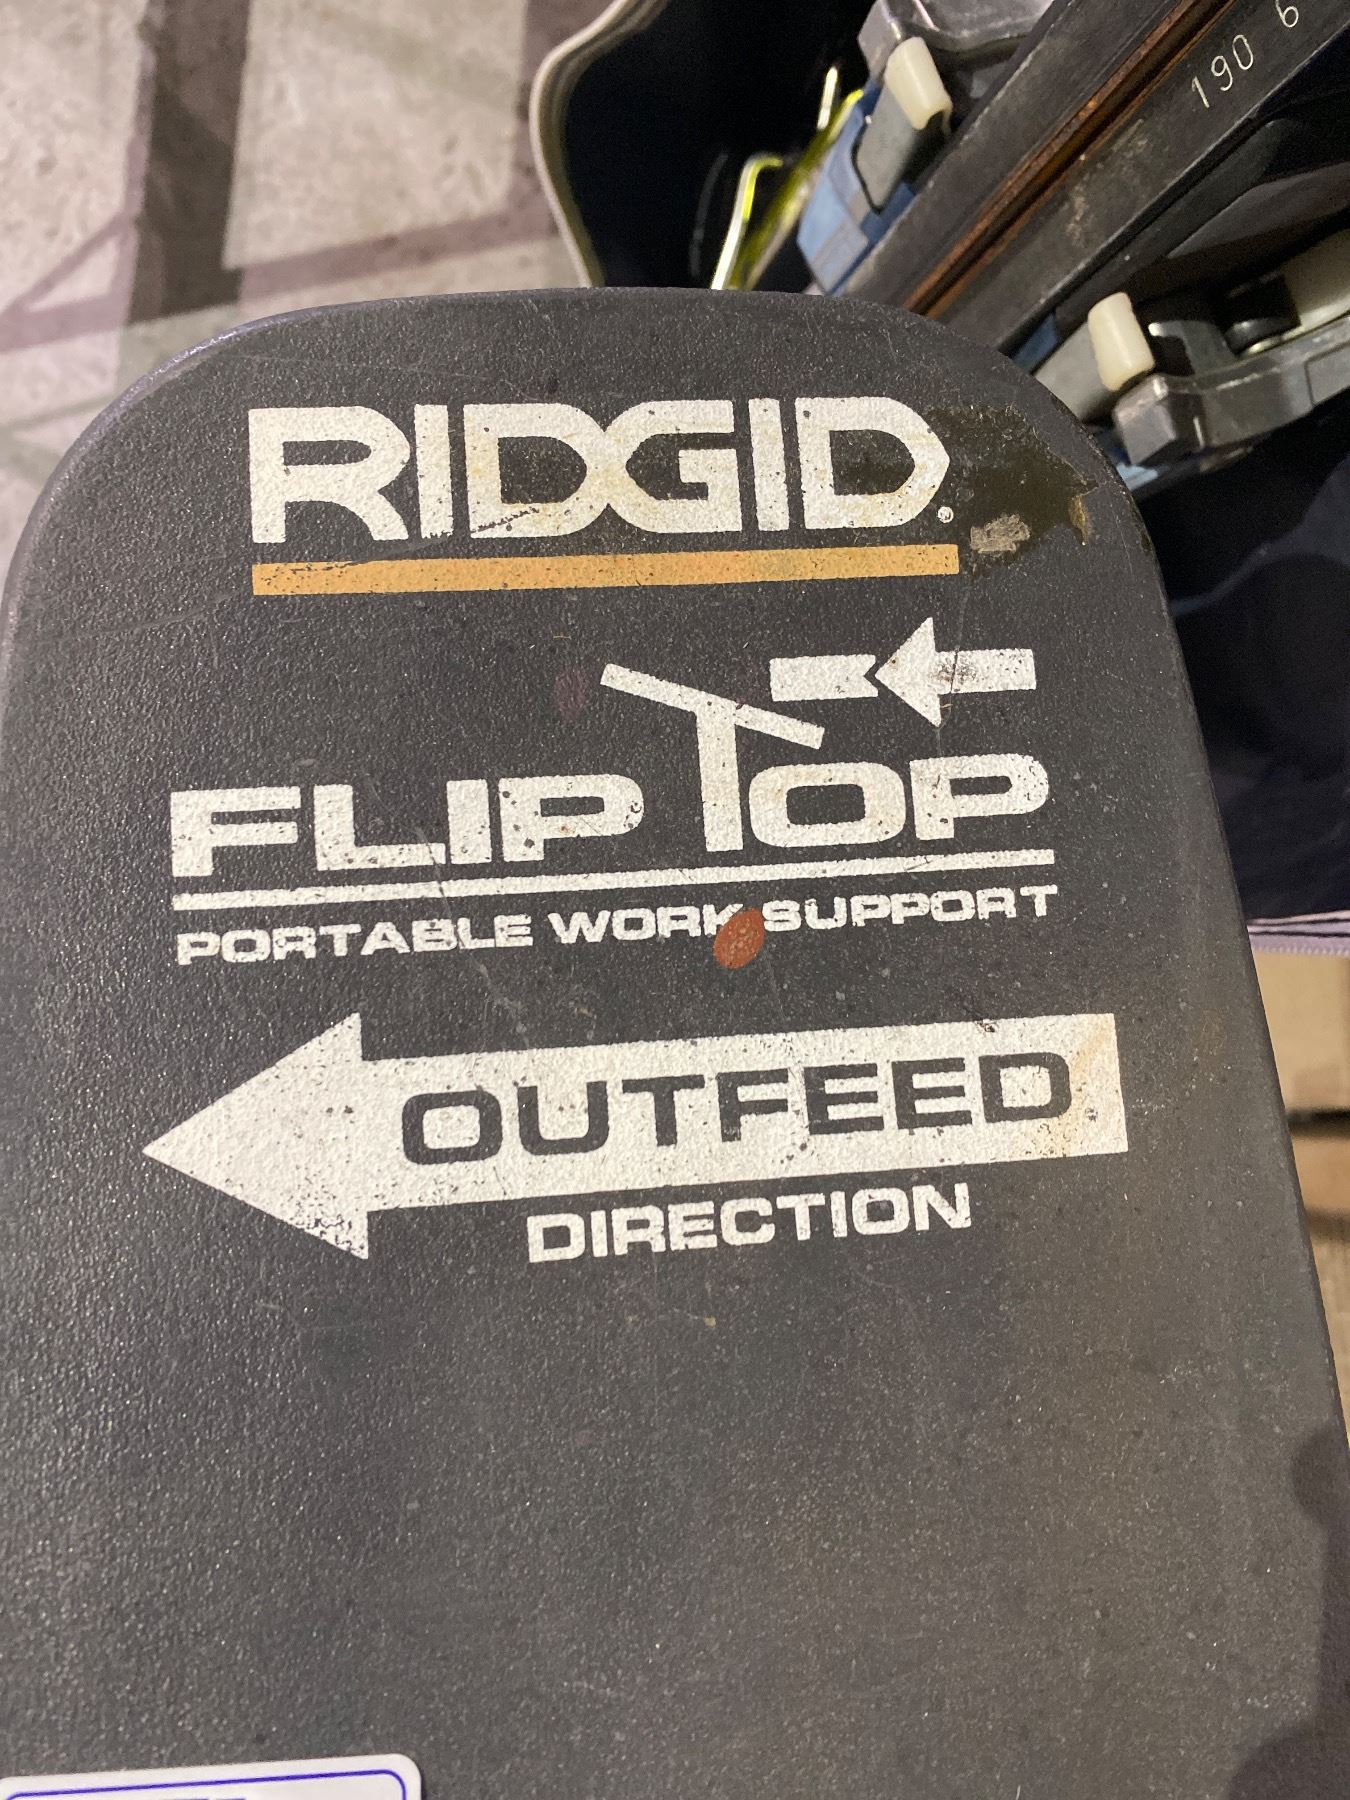 190 6
RIDGID.
FLIP TOP
PORTABLE WORK SUPPORT
OUTFEED
DIRECTION